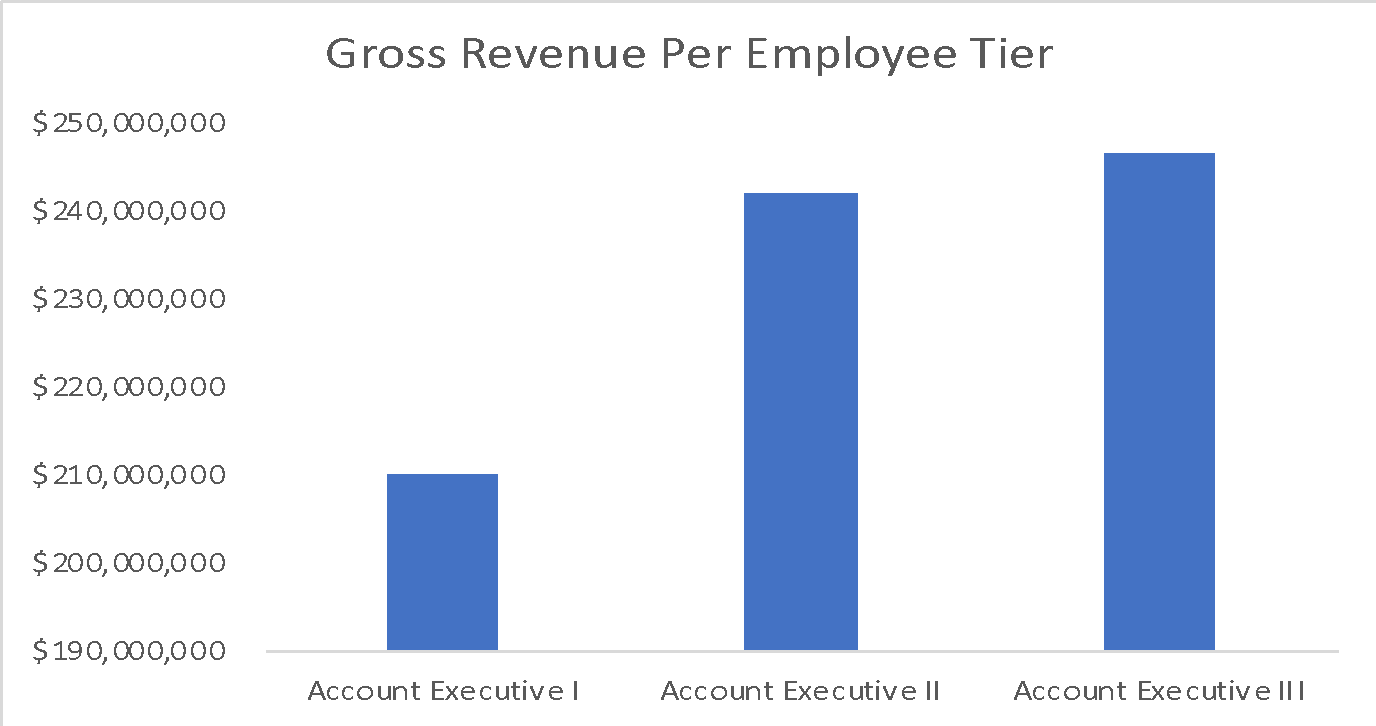 Gross Revenue Per Employee Tier
$250,000,000
$240,000,000
$230,000,000
$220,000,000
$210,000,000
$200,000,000
$190,000,000
Account Executive I
Account Executive II
Account Executive III